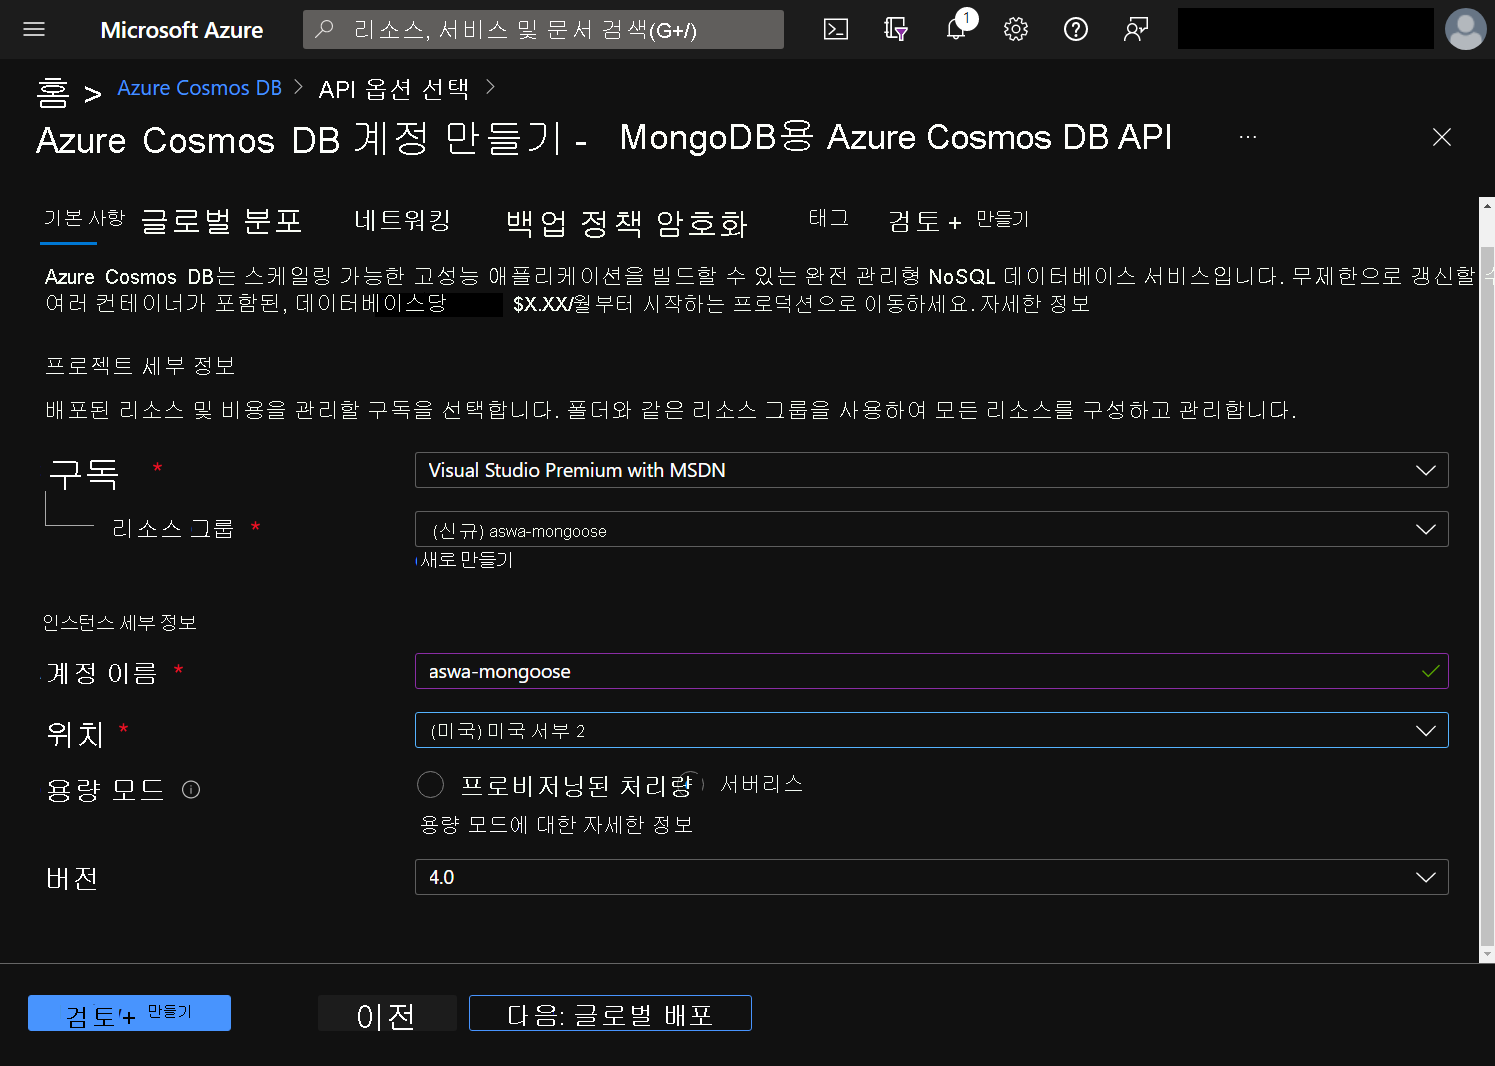 Microsoft Azure
리소스, 서비스 및 문서 검색(G+/)
1
홈 > Azure Cosmos DB > API 옵션 선택 >
Azure Cosmos DB 계정 만들기 - MongoDB용 Azure Cosmos DB API ...
기본 사항 글로벌 분포 네트워킹 백업 정책 암호화 태그 검토 + 만들기
Azure Cosmos DB는 스케일링 가능한 고성능 애플리케이션을 빌드할 수 있는 완전 관리형 NoSQL 데이터베이스 서비스입니다. 무제한으로 갱신할
여러 컨테이너가 포함된, 데이터베이스당 $X.XX/월부터 시작하는 프로덕션으로 이동하세요. 자세한 정보
프로젝트 세부 정보
배포된 리소스 및 비용을 관리할 구독을 선택합니다. 폴더와 같은 리소스 그룹을 사용하여 모든 리소스를 구성하고 관리합니다.
구독 * Visual Studio Premium with MSDN
리소스 그룹 * (신규) aswa-mongoose
새로 만들기
인스턴스 세부 정보
계정 이름 * aswa-mongoose
위치 * (미국) 미국 서부 2
용량 모드 프로비저닝된 처리량 서버리스
용량 모드에 대한 자세한 정보
버전 4.0
검토 + 만들기 이전 다음: 글로벌 배포